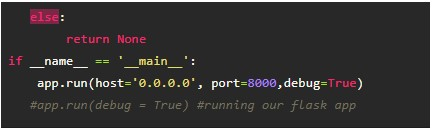 else:
return None
if __name__ == '__main__':
app.run(host='0.0.0.0', port=8000,debug=True)
#app.run(debug = True) #running our flask app